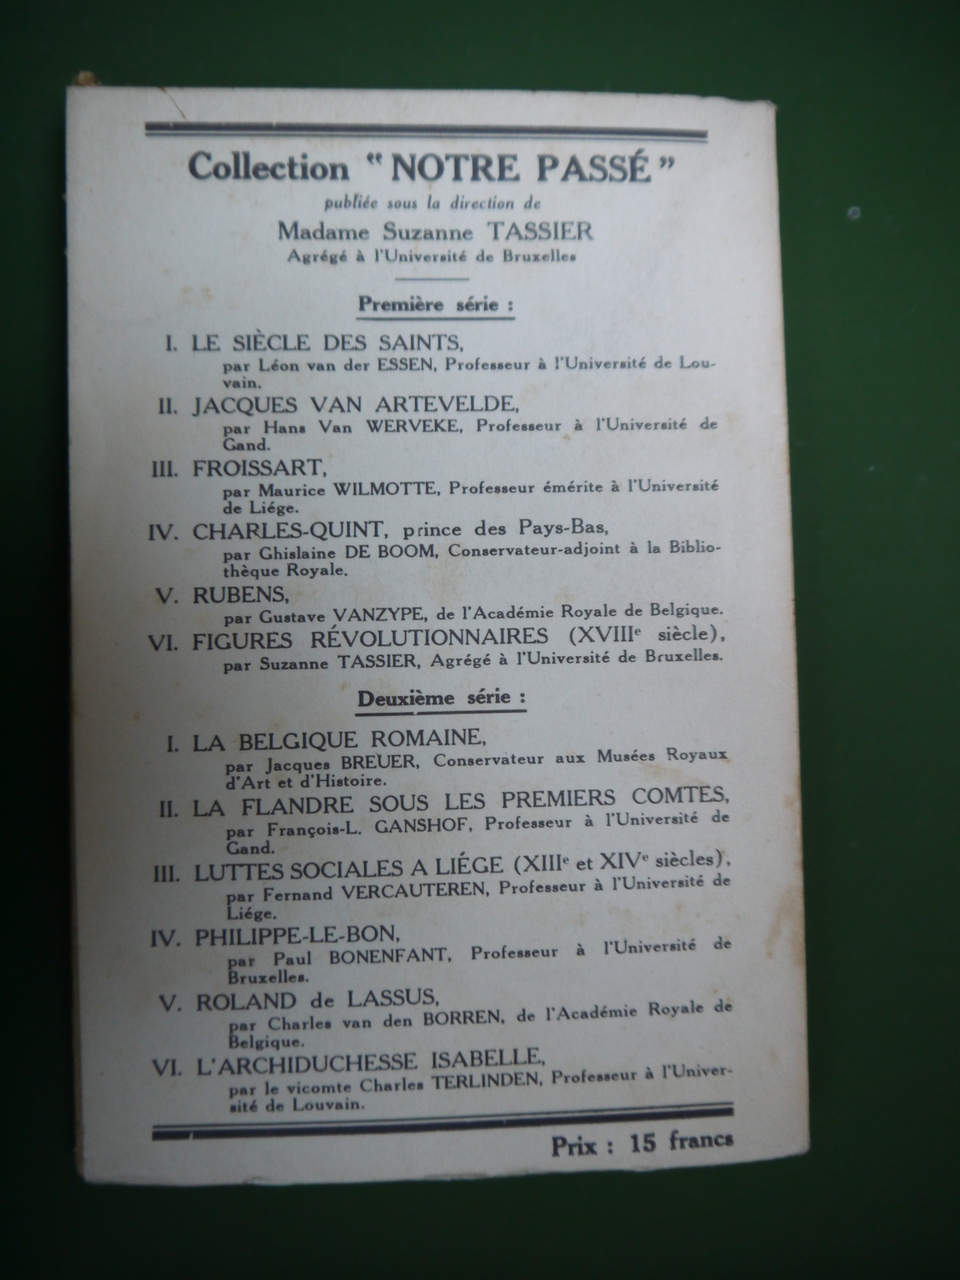 Collection “NOTRE PASSÉ”
publiée sous la direction de
Madame Suzanne TASSIER
Agrégé à l'Université de Bruxelles
Première série :
I. LE SIÈCLE DES SAINTS,
par Léon van der ESSEN, Professeur à l'Université de Lou-
vain.
II. JACQUES VAN ARTEVELDE,
par Hans Van WERVEKE, Professeur à l'Université de
Gand.
III. FROISSART,
par Maurice WILMOTTE, Professeur émérite à l'Université
de Liége.
IV. CHARLES-QUINT, prince des Pays-Bas,
par Ghislaine DE BOOM, Conservateur-adjoint à la Biblio-
thèque Royale.
V. RUBENS,
par Gustave VANZYPE, de l'Académie Royale de Belgique.
VI. FIGURES RÉVOLUTIONNAIRES (XVIIIe siècle),
par Suzanne TASSIER, Agrégé à l'Université de Bruxelles.
Deuxième série :
I. LA BELGIQUE ROMAINE,
par Jacques BREUER, Conservateur aux Musées Royaux
d'Art et d'Histoire.
II. LA FLANDRE SOUS LES PREMIERS COMTES,
par François-L. GANSHOF, Professeur à l'Université de
Gand.
III. LUTTES SOCIALES A LIÉGE (XIIIe et XIVe siècles),
par Fernand VERCAUTEREN, Professeur à l'Université de
Liége.
IV. PHILIPPE-LE-BON,
par Paul BONENFANT, Professeur à l'Université de
Bruxelles.
V. ROLAND de LASSUS,
par Charles van den BORREN, de l'Académie Royale de
Belgique.
VI. L'ARCHIDUCHESSE ISABELLE,
par le vicomte Charles TERLINDEN, Professeur à l'Univer-
sité de Louvain.
Prix : 15 francs